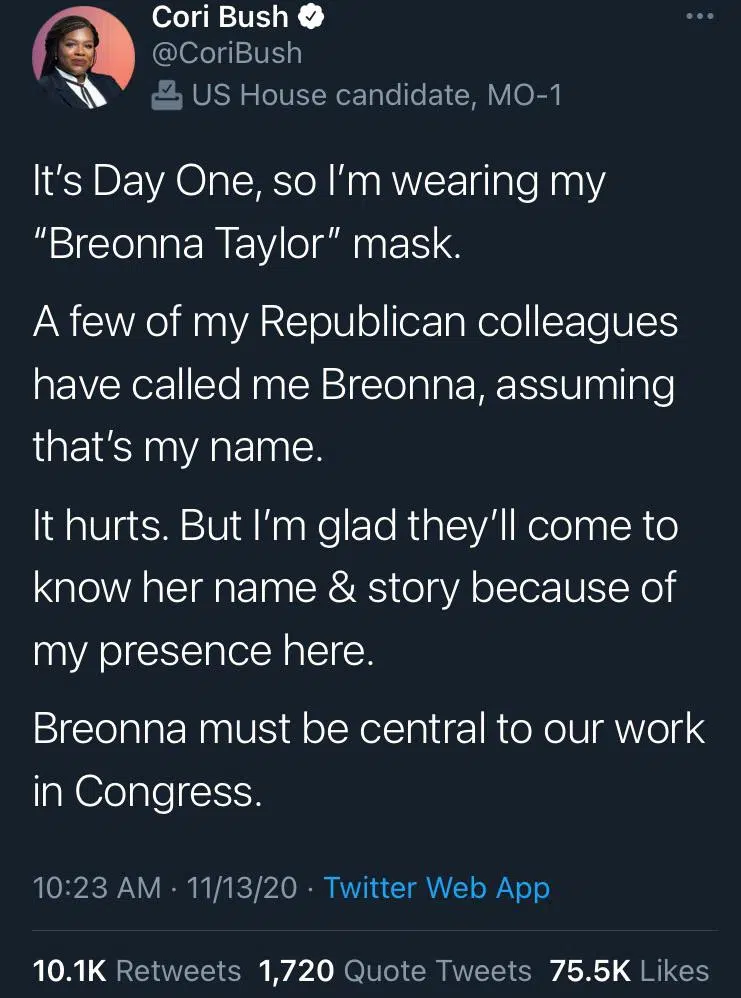 Cori Bush
@CoriBush
US House candidate, MO-1
It’s Day One, so I’m wearing my
“Breonna Taylor” mask.
A few of my Republican colleagues
have called me Breonna, assuming
that’s my name.
It hurts. But I’m glad they’ll come to
know her name & story because of
my presence here.
Breonna must be central to our work
in Congress.
10:23 AM · 11/13/20 · Twitter Web App
10.1K Retweets 1,720 Quote Tweets 75.5K Likes